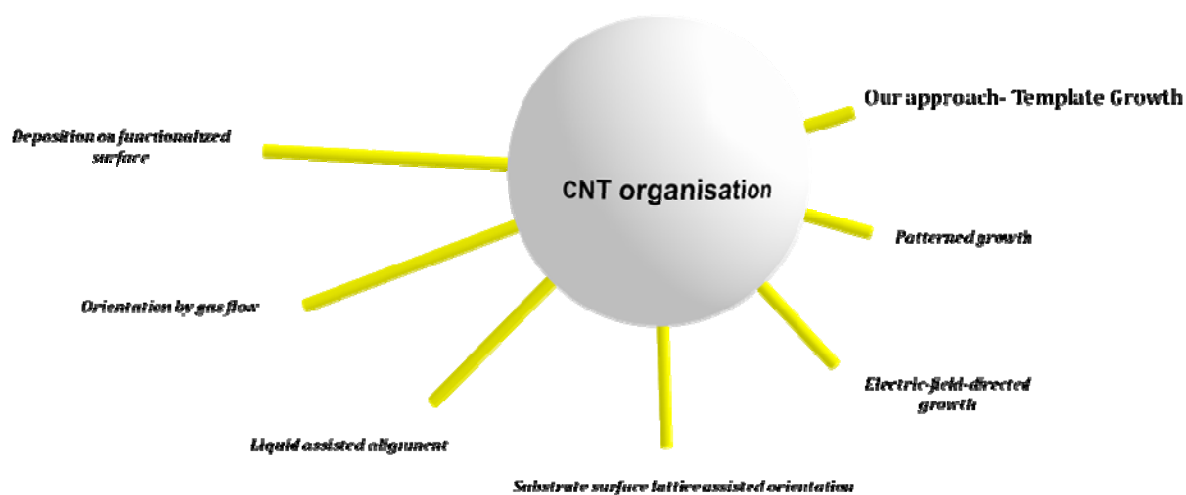 Our approach- Template Growth
Deposition on functionalized
surface
CNT organisation
Patterned growth
Orientation by gas flow
Electric-field-directed
growth
Liquid assisted alignment
Substrate surface lattice assisted orientation